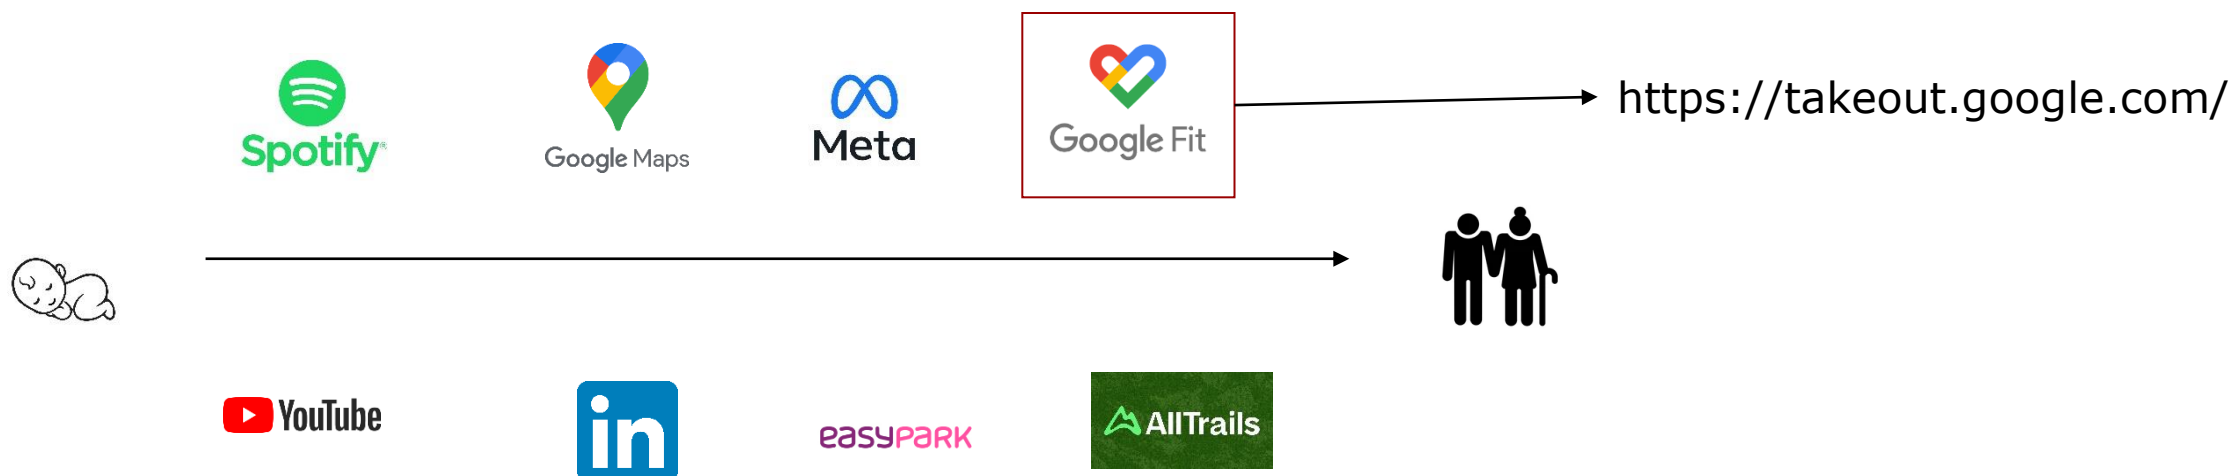 Spotify
Google Maps
Meta
Google Fit
https://takeout.google.com/
YouTube
in
easypark
AllTrails